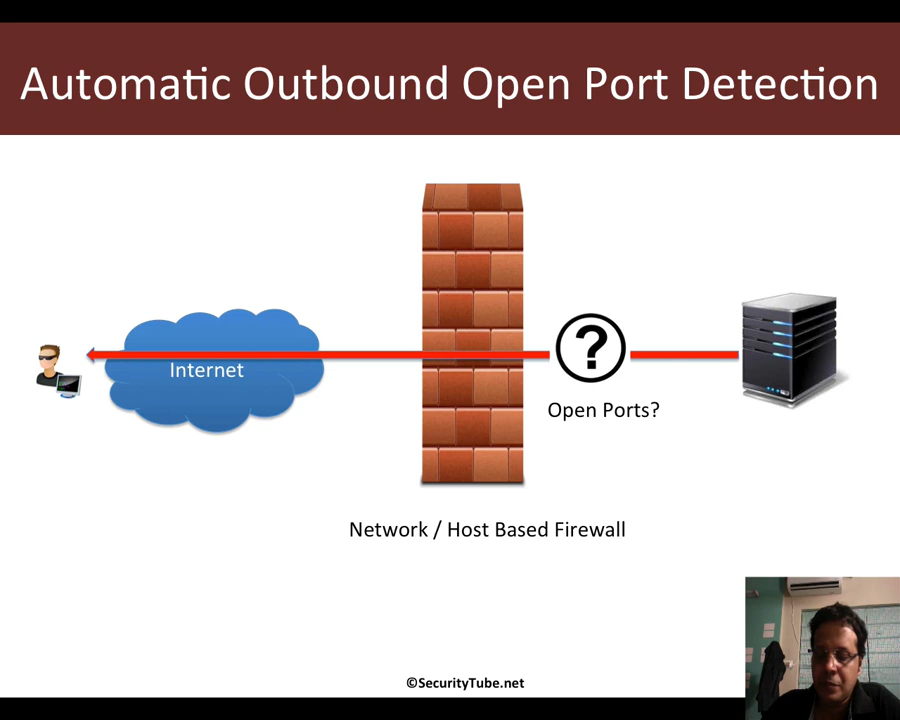 Automatic Outbound Open Port Detection
Internet
?
Open Ports?
Network / Host Based Firewall
©SecurityTube.net